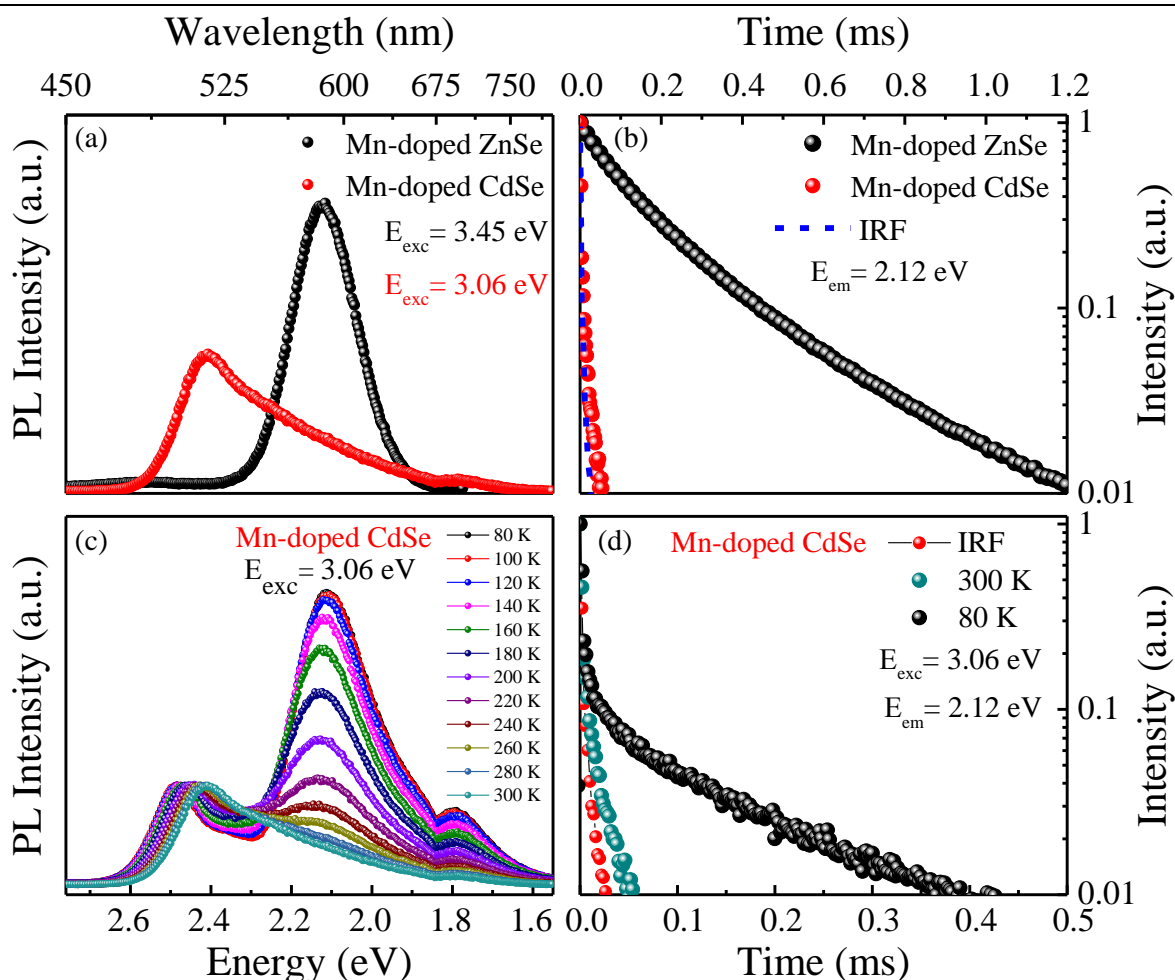 Wavelength (nm)
450 525 600 675 750
Time (ms)
0.0 0.2 0.4 0.6 0.8 1.0 1.2
(a)
Mn-doped ZnSe
Mn-doped CdSe
E_exc = 3.45 eV
E_exc = 3.06 eV
PL Intensity (a.u.)
(b)
Mn-doped ZnSe
Mn-doped CdSe
IRF
E_em = 2.12 eV
1
0.1
0.01
Intensity (a.u.)
(c)
Mn-doped CdSe
E_exc = 3.06 eV
80 K
100 K
120 K
140 K
160 K
180 K
200 K
220 K
240 K
260 K
280 K
300 K
PL Intensity (a.u.)
2.6 2.4 2.2 2.0 1.8 1.6
Energy (eV)
(d)
Mn-doped CdSe
IRF
300 K
80 K
E_exc = 3.06 eV
E_em = 2.12 eV
1
0.1
0.01
Intensity (a.u.)
0.0 0.1 0.2 0.3 0.4 0.5
Time (ms)